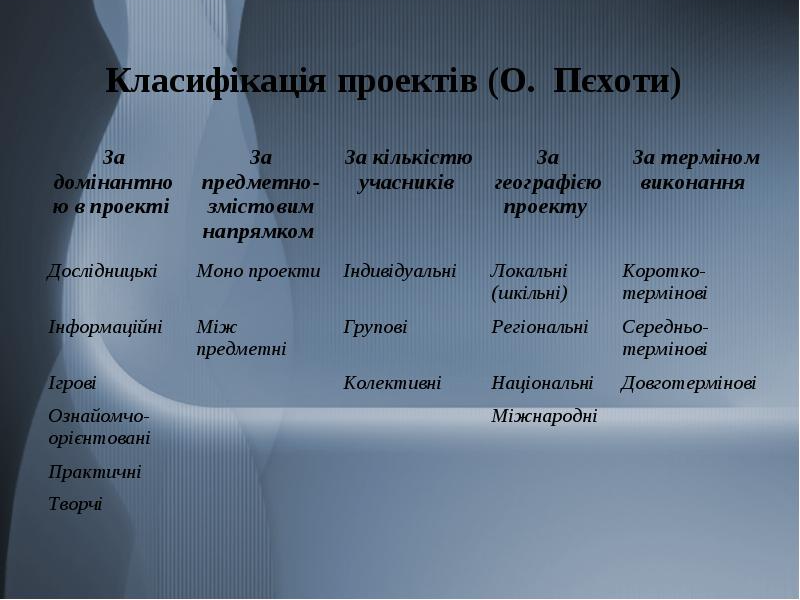 Класифікація проектів (О.  Пєхоти)
За
домінантно
ю в проекті
За
предметно-
змістовим
напрямком
За кількістю
учасників
За
географією
проекту
За терміном
виконання
Дослідницькі
Моно проекти
Індивідуальні
Локальні
(шкільні)
Коротко-
термінові
Інформаційні
Між
предметні
Групові
Регіональні
Середньо-
термінові
Ігрові
Колективні
Національні
Довготермінові
Ознайомчо-
орієнтовані
Міжнародні
Практичні
Творчі